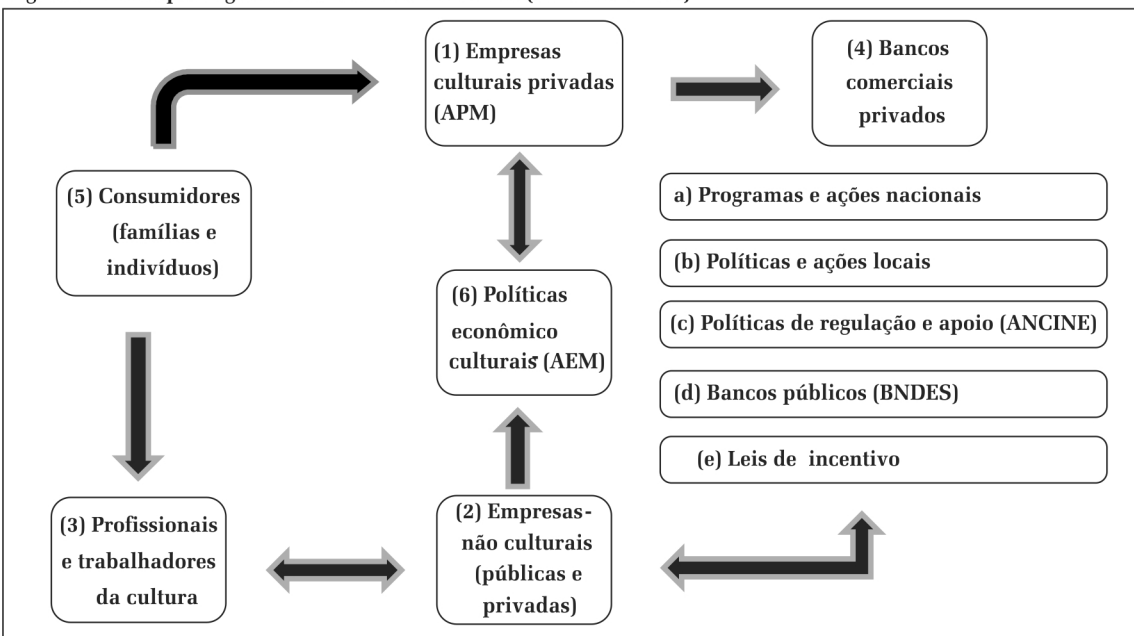 (1) Empresas
culturais privadas
(APM)
(4) Bancos
comerciais
privados
(5) Consumidores
(famílias e
indivíduos)
a) Programas e ações nacionais
(b) Políticas e ações locais
(c) Políticas de regulação e apoio (ANCINE)
(d) Bancos públicos (BNDES)
(e) Leis de incentivo
(6) Políticas
econômico
culturais (AEM)
(3) Profissionais
e trabalhadores
da cultura
(2) Empresas-
não culturais
(públicas e
privadas)